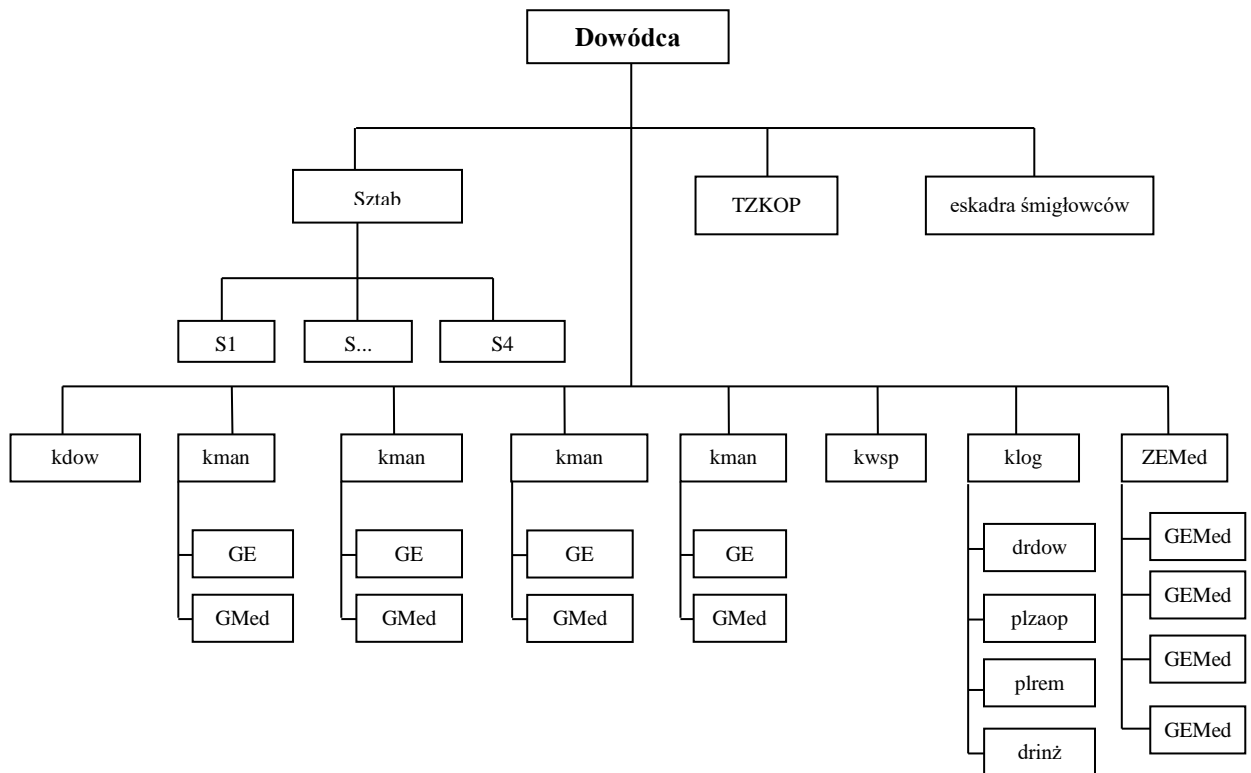 Dowódca
Sztab
TZKOP
eskadra śmigłowców
S1
S...
S4
kdow
kman
kman
kman
kman
kwsp
klog
ZEMed
GE
GE
GE
GE
drdow
GEMed
GMed
GMed
GMed
GMed
plzaop
GEMed
plrem
GEMed
drinż
GEMed